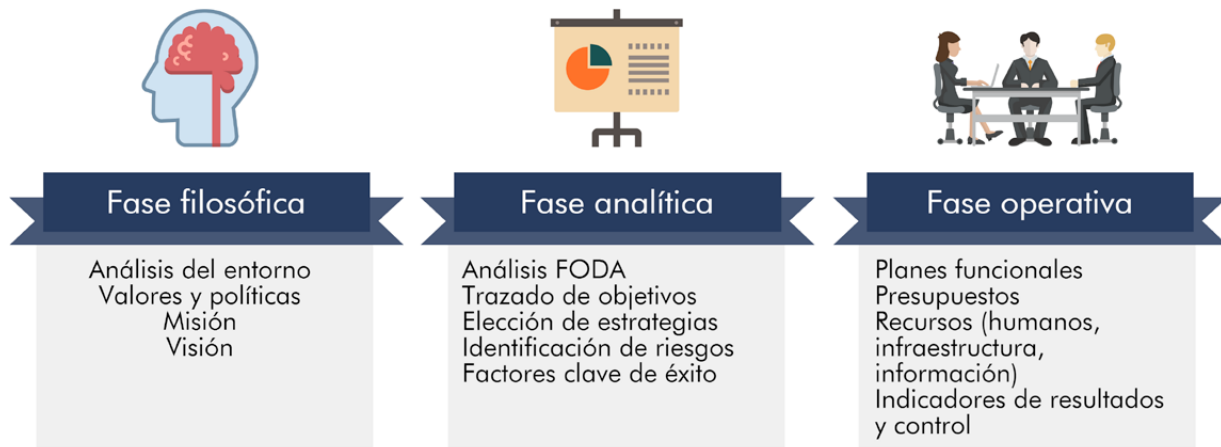 Fase filosófica
Análisis del entorno
Valores y políticas
Misión
Visión
Fase analítica
Análisis FODA
Trazado de objetivos
Elección de estrategias
Identificación de riesgos
Factores clave de éxito
Fase operativa
Planes funcionales
Presupuestos
Recursos (humanos,
infraestructura,
información)
Indicadores de resultados
y control